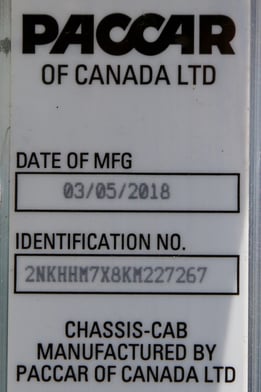 PACCAR
OF CANADA LTD
DATE OF MFG
03/05/2018
IDENTIFICATION NO.
2NKHHM7X8KM227267
CHASSIS-CAB
MANUFACTURED BY
PACCAR OF CANADA LTD